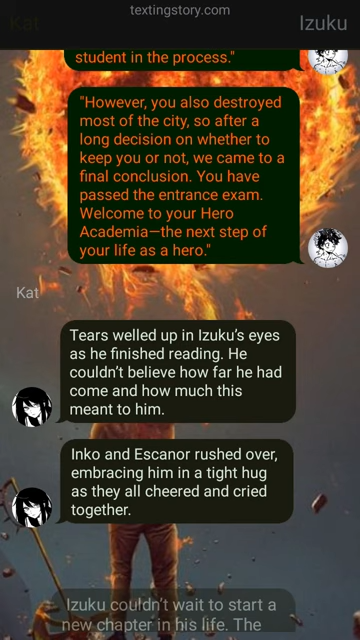 textingstory.com
Kat
Izuku
student in the process."
"However, you also destroyed
most of the city, so after a
long decision on whether to
keep you or not, we came to a
final conclusion. You have
passed the entrance exam.
Welcome to your Hero
Academia—the next step of
your life as a hero."
Kat
Tears welled up in Izuku’s eyes
as he finished reading. He
couldn’t believe how far he had
come and how much this
meant to him.
Inko and Escanor rushed over,
embracing him in a tight hug
as they all cheered and cried
together.
Izuku couldn’t wait to start a
new chapter in his life. The